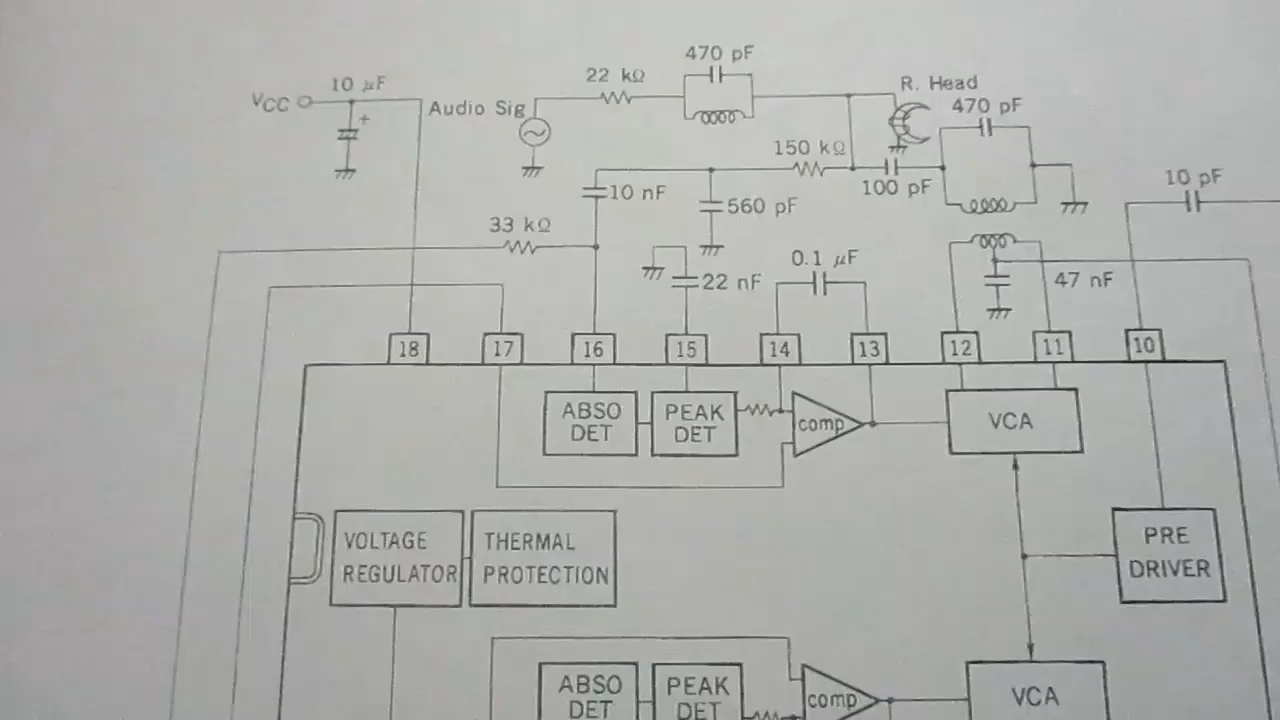 470 pF
22 kΩ
10 μF
R. Head
VCC
Audio Sig
+
470 pF
150 kΩ
10 nF
100 pF
10 pF
560 pF
33 kΩ
0.1 μF
22 nF
47 nF
18
17
16
15
14
13
12
11
10
ABSO
DET
PEAK
DET
comp
VCA
VOLTAGE
REGULATOR
THERMAL
PROTECTION
PRE
DRIVER
ABSO
DET
PEAK
DET
comp
VCA